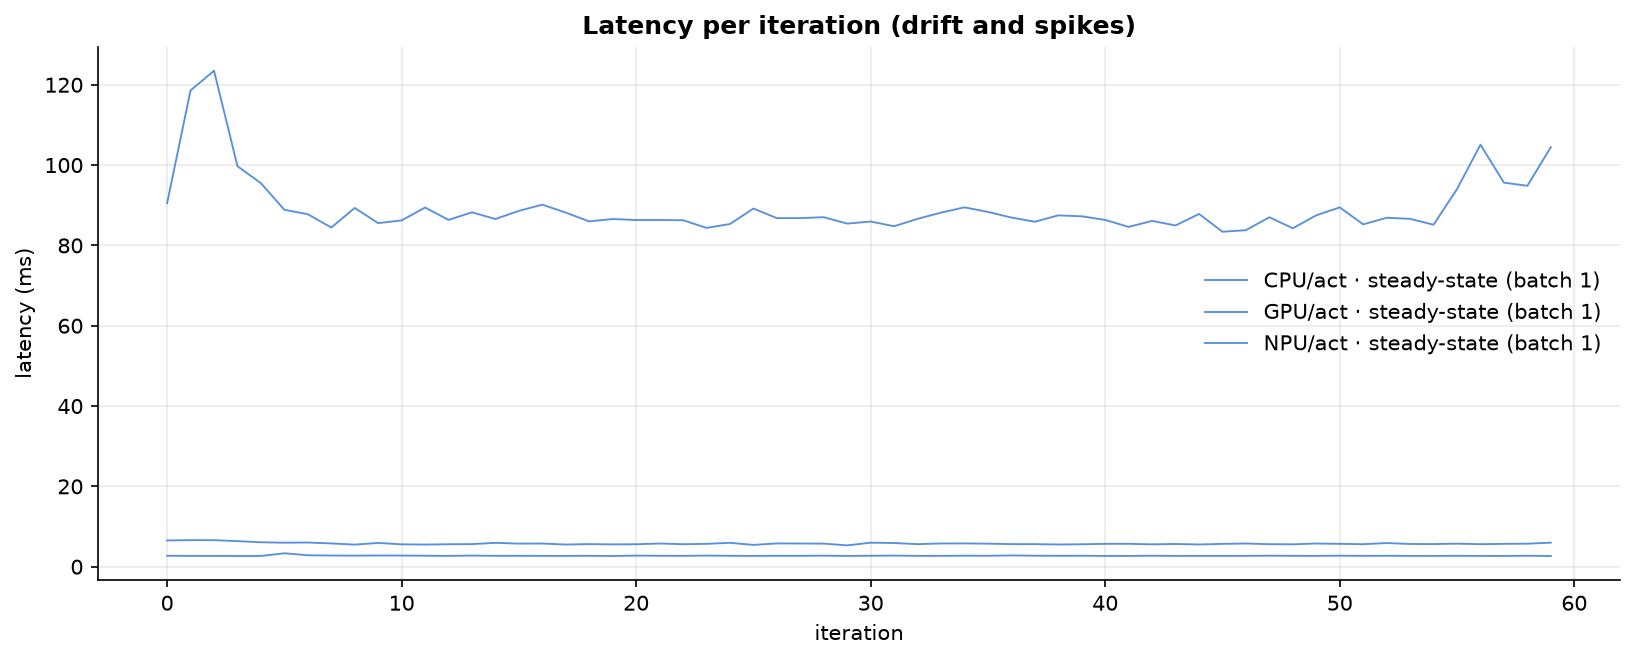 Latency per iteration (drift and spikes)
latency (ms)
120
100
80
60
40
20
0
CPU/act · steady-state (batch 1)
GPU/act · steady-state (batch 1)
NPU/act · steady-state (batch 1)
0 10 20 30 40 50 60
iteration